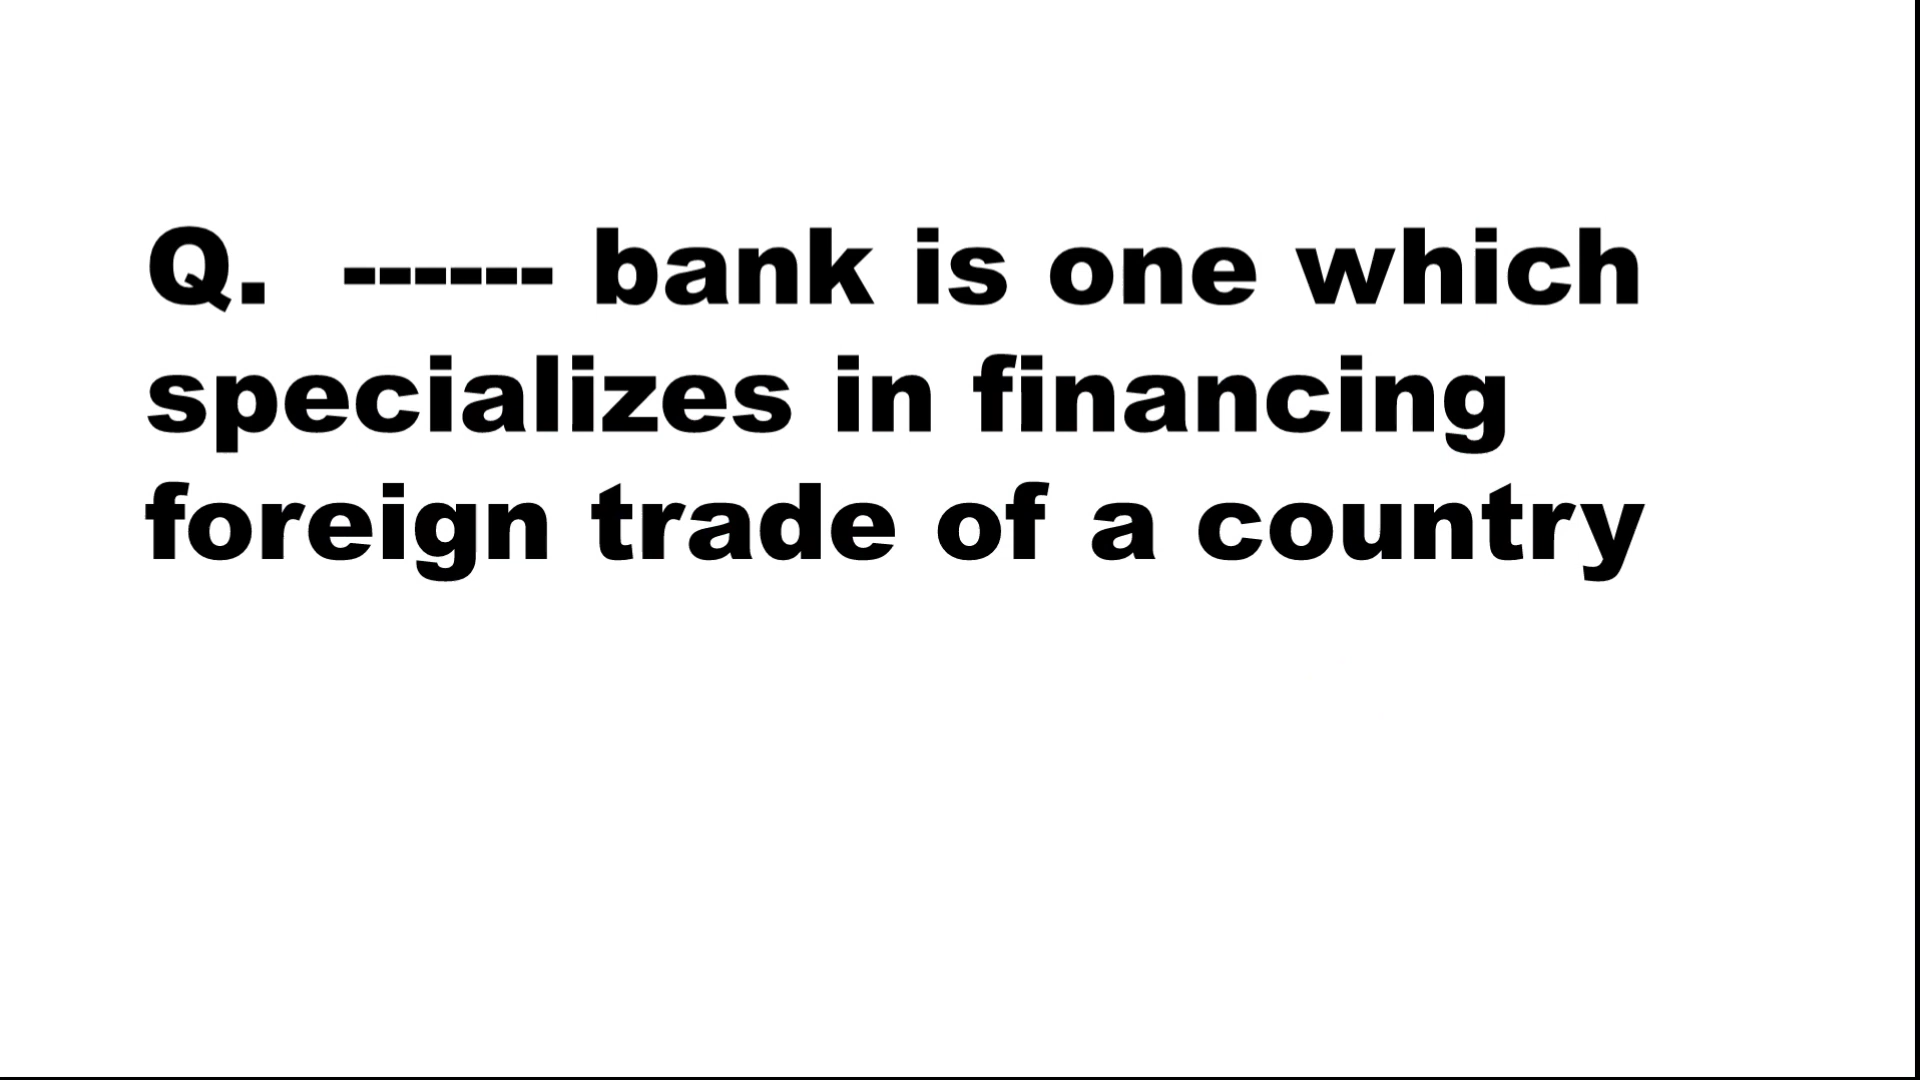 Q.  ------ bank is one which
specializes in financing
foreign trade of a country